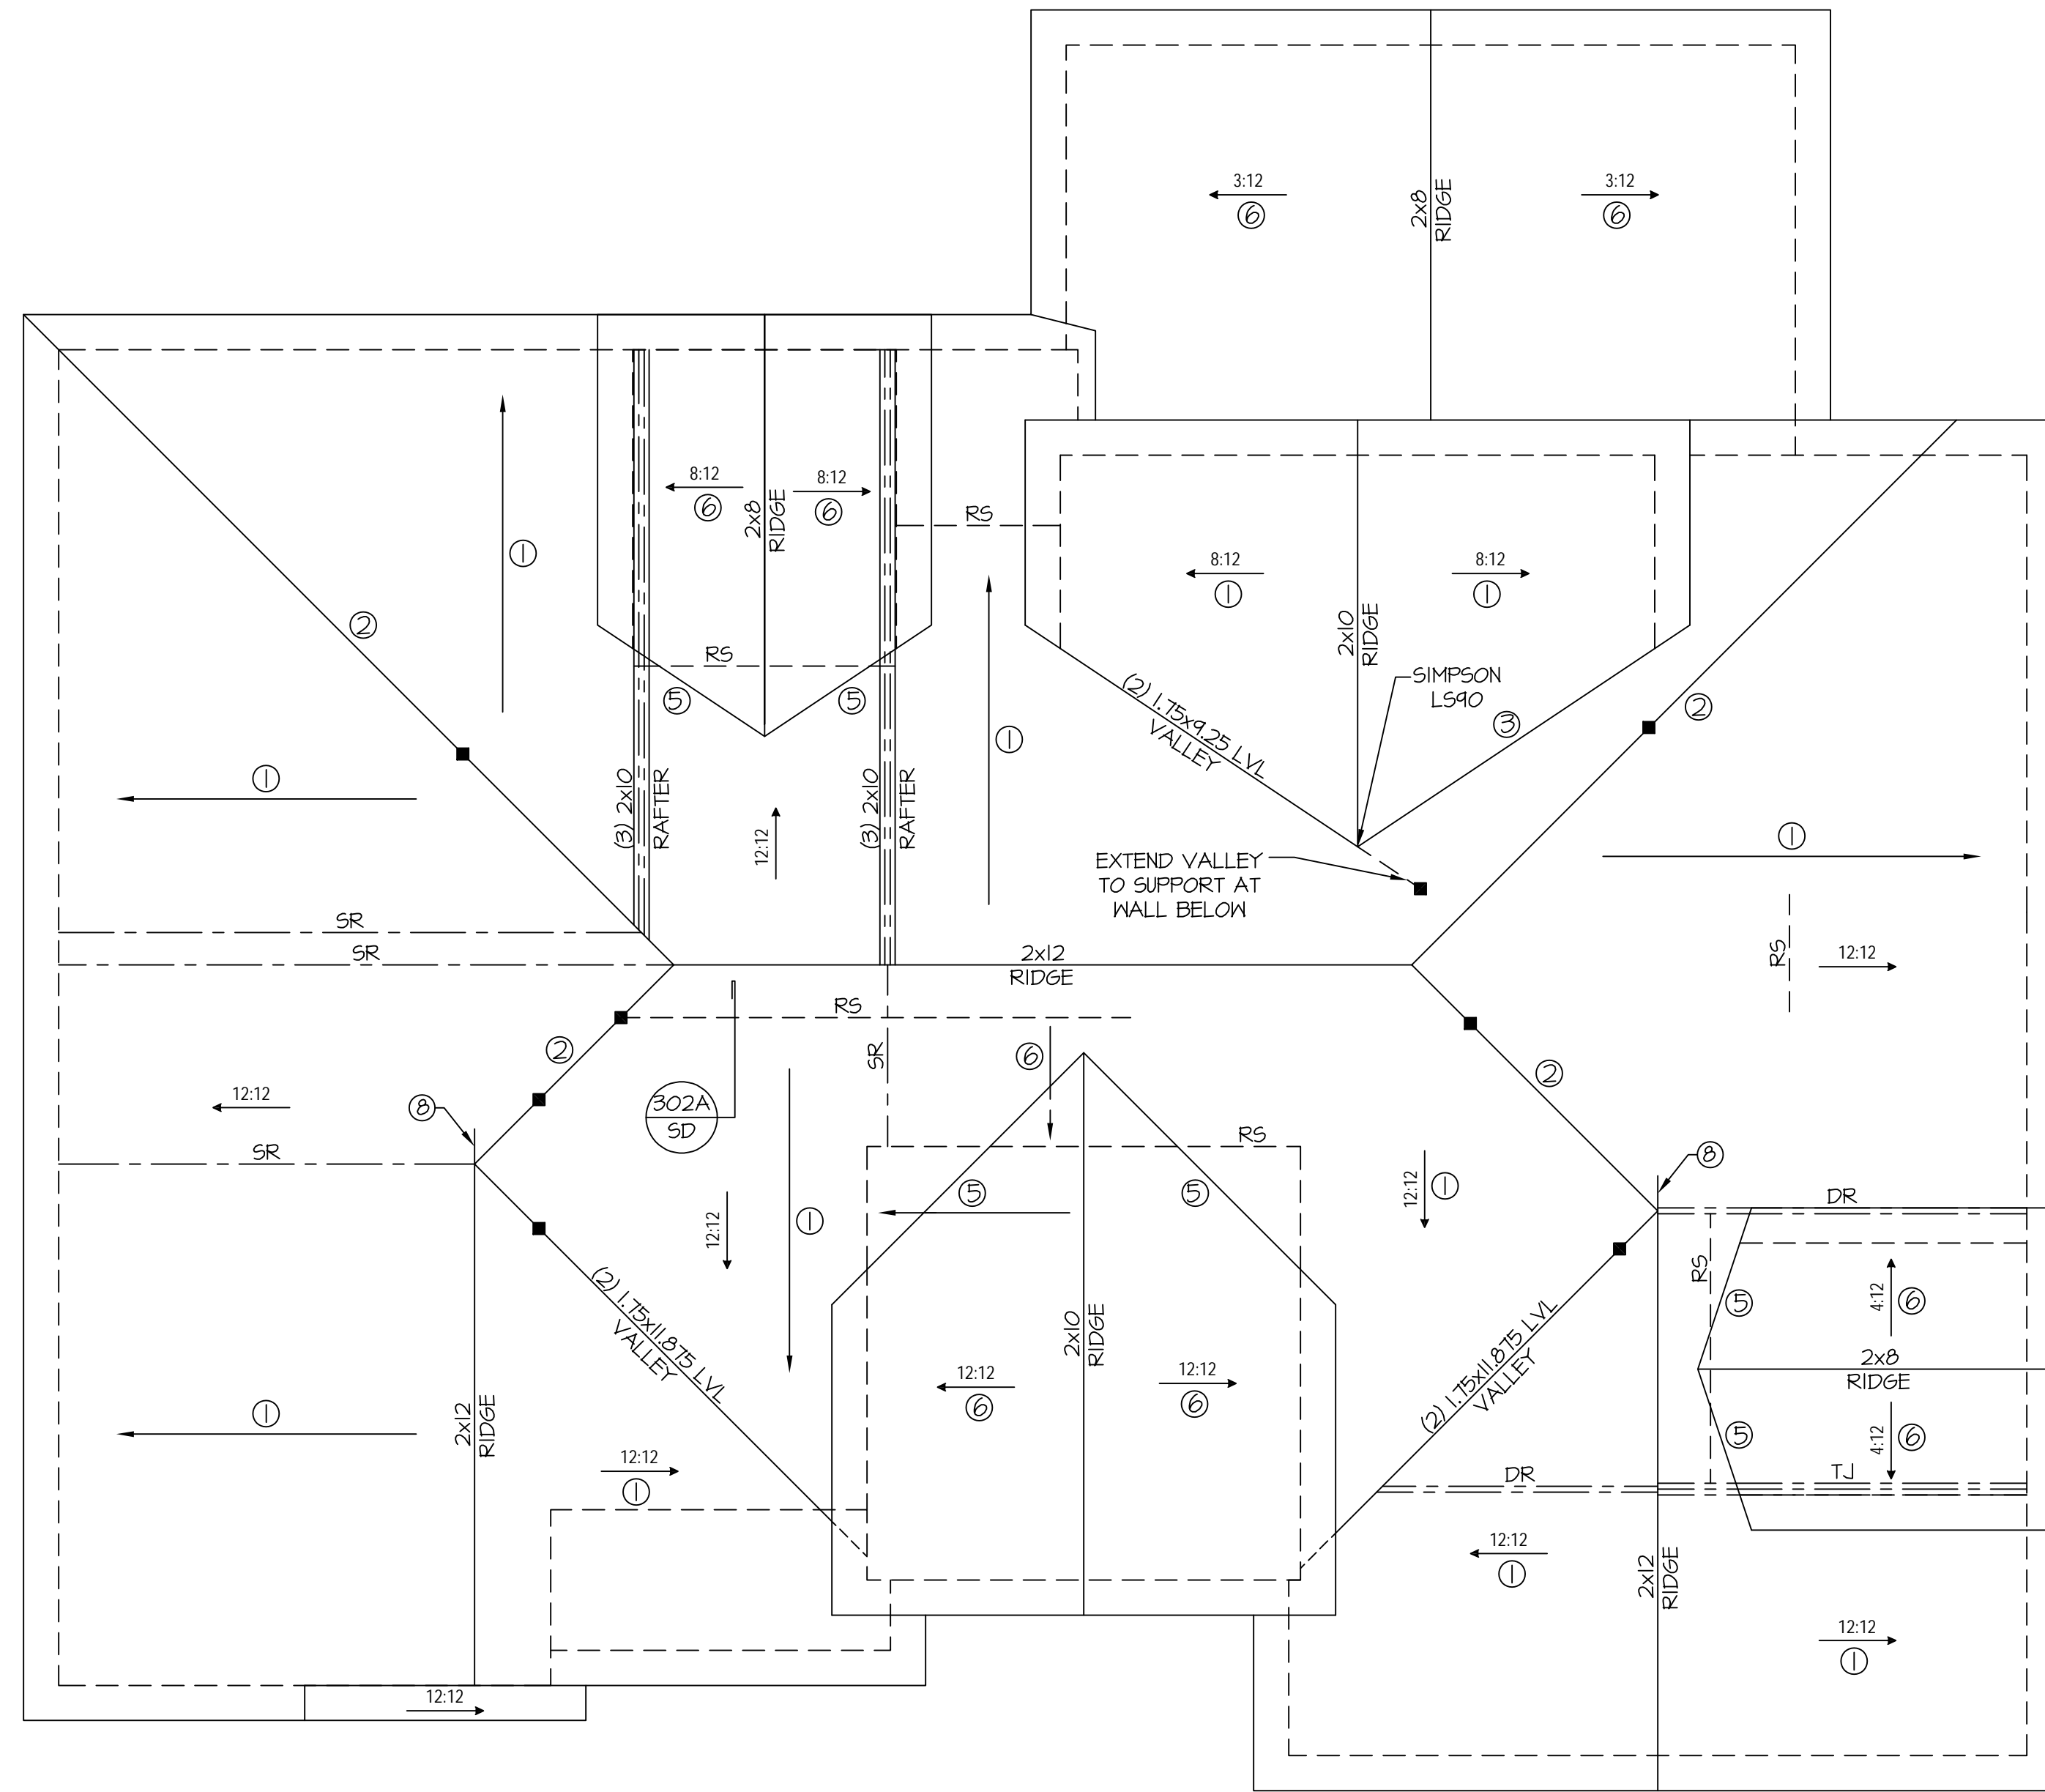 3:12
6
3:12
6
2x8
RIDGE
8:12
6
8:12
6
2x8
RIDGE
RS
1
8:12
1
8:12
1
2x10
RIDGE
2
RS
5
5
SIMPSON
LS90
(2) 1.75x9.25 LVL
VALLEY
3
2
1
1
(3) 2x10
RAFTER
12:12
(3) 2x10
RAFTER
EXTEND VALLEY
TO SUPPORT AT
WALL BELOW
1
SR
SR
2x12
RIDGE
RS
12:12
RS
2
SR
6
2
12:12
8
302A
SD
RS
SR
8
12:12
1
5
5
DR
12:12
1
RS
5
4:12
6
(2) 1.75x11.875 LVL
VALLEY
2x10
RIDGE
(2) 1.75x11.875 LVL
VALLEY
2x8
RIDGE
12:12
6
12:12
6
1
2x12
RIDGE
5
4:12
6
12:12
1
DR
TJ
12:12
1
2x12
RIDGE
12:12
1
12:12